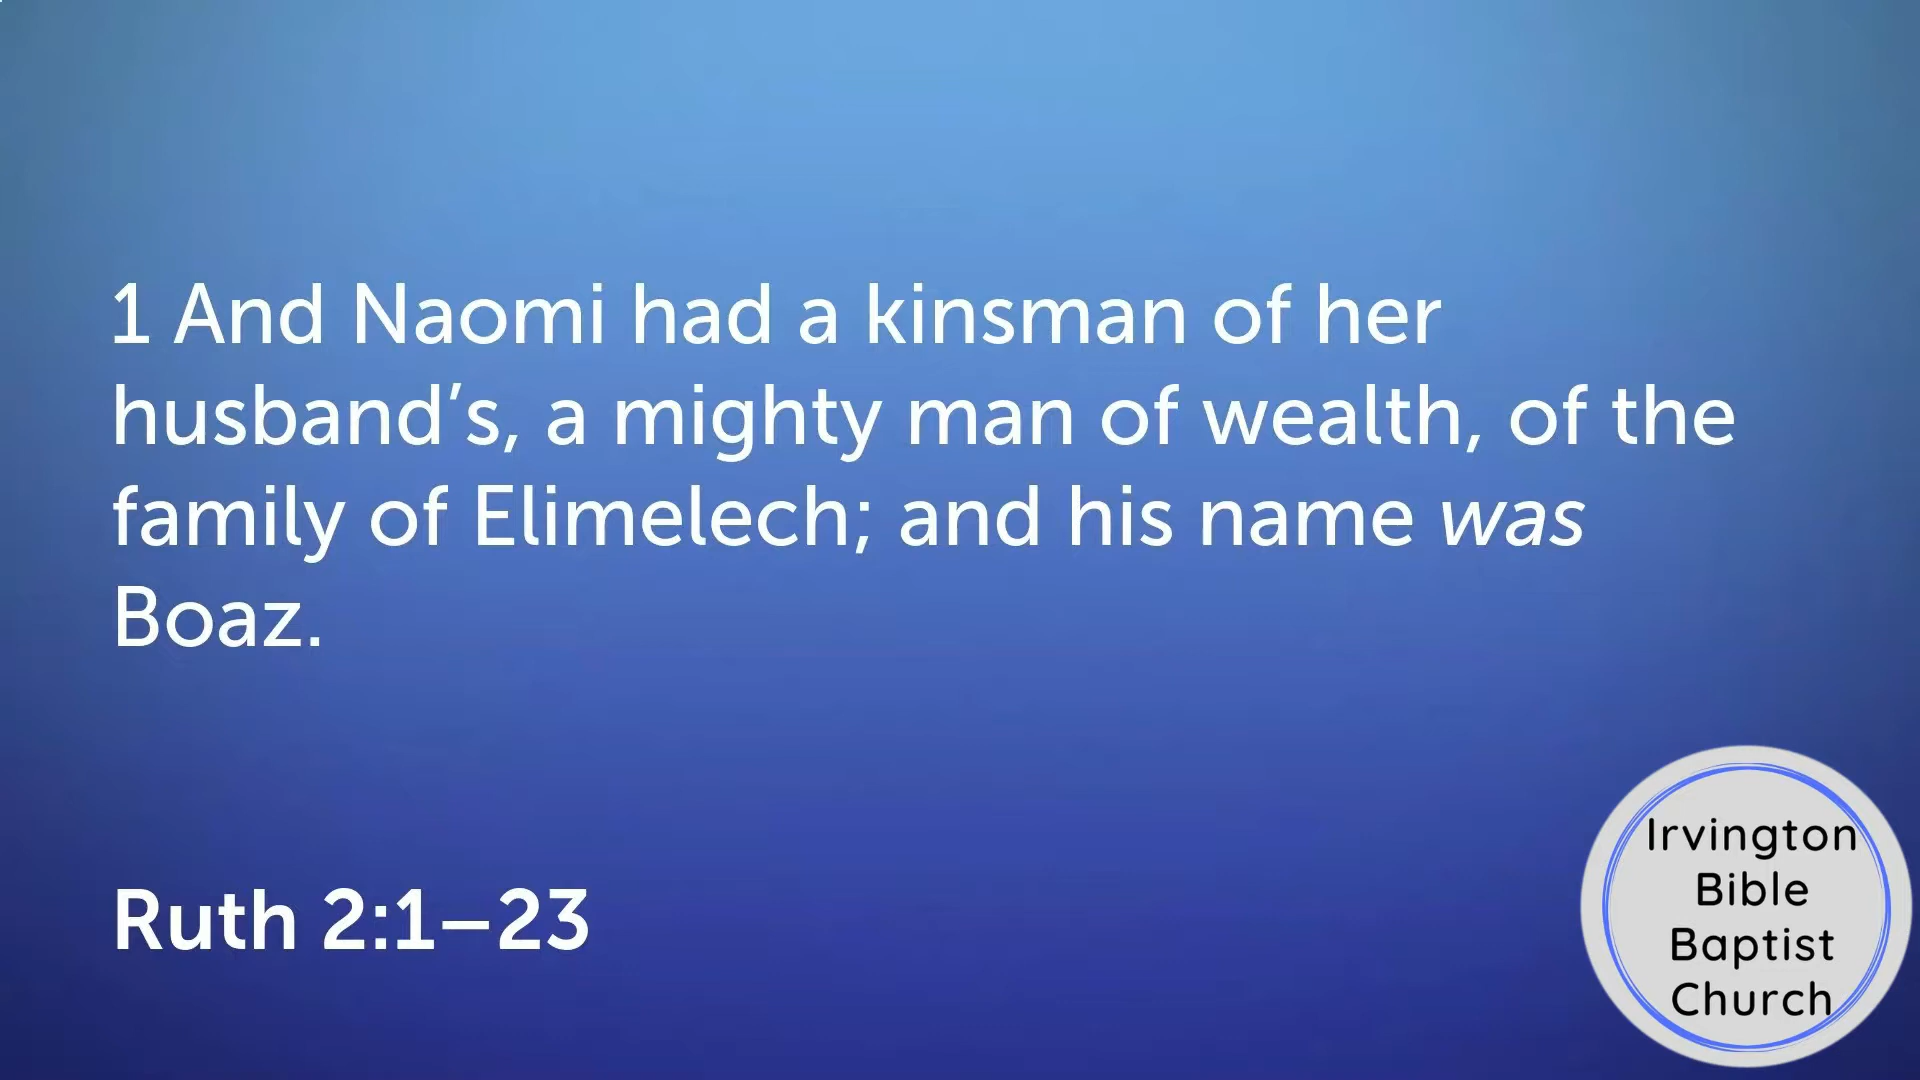 1 And Naomi had a kinsman of her
husband’s, a mighty man of wealth, of the
family of Elimelech; and his name was
Boaz.
Ruth 2:1–23
Irvington
Bible
Baptist
Church